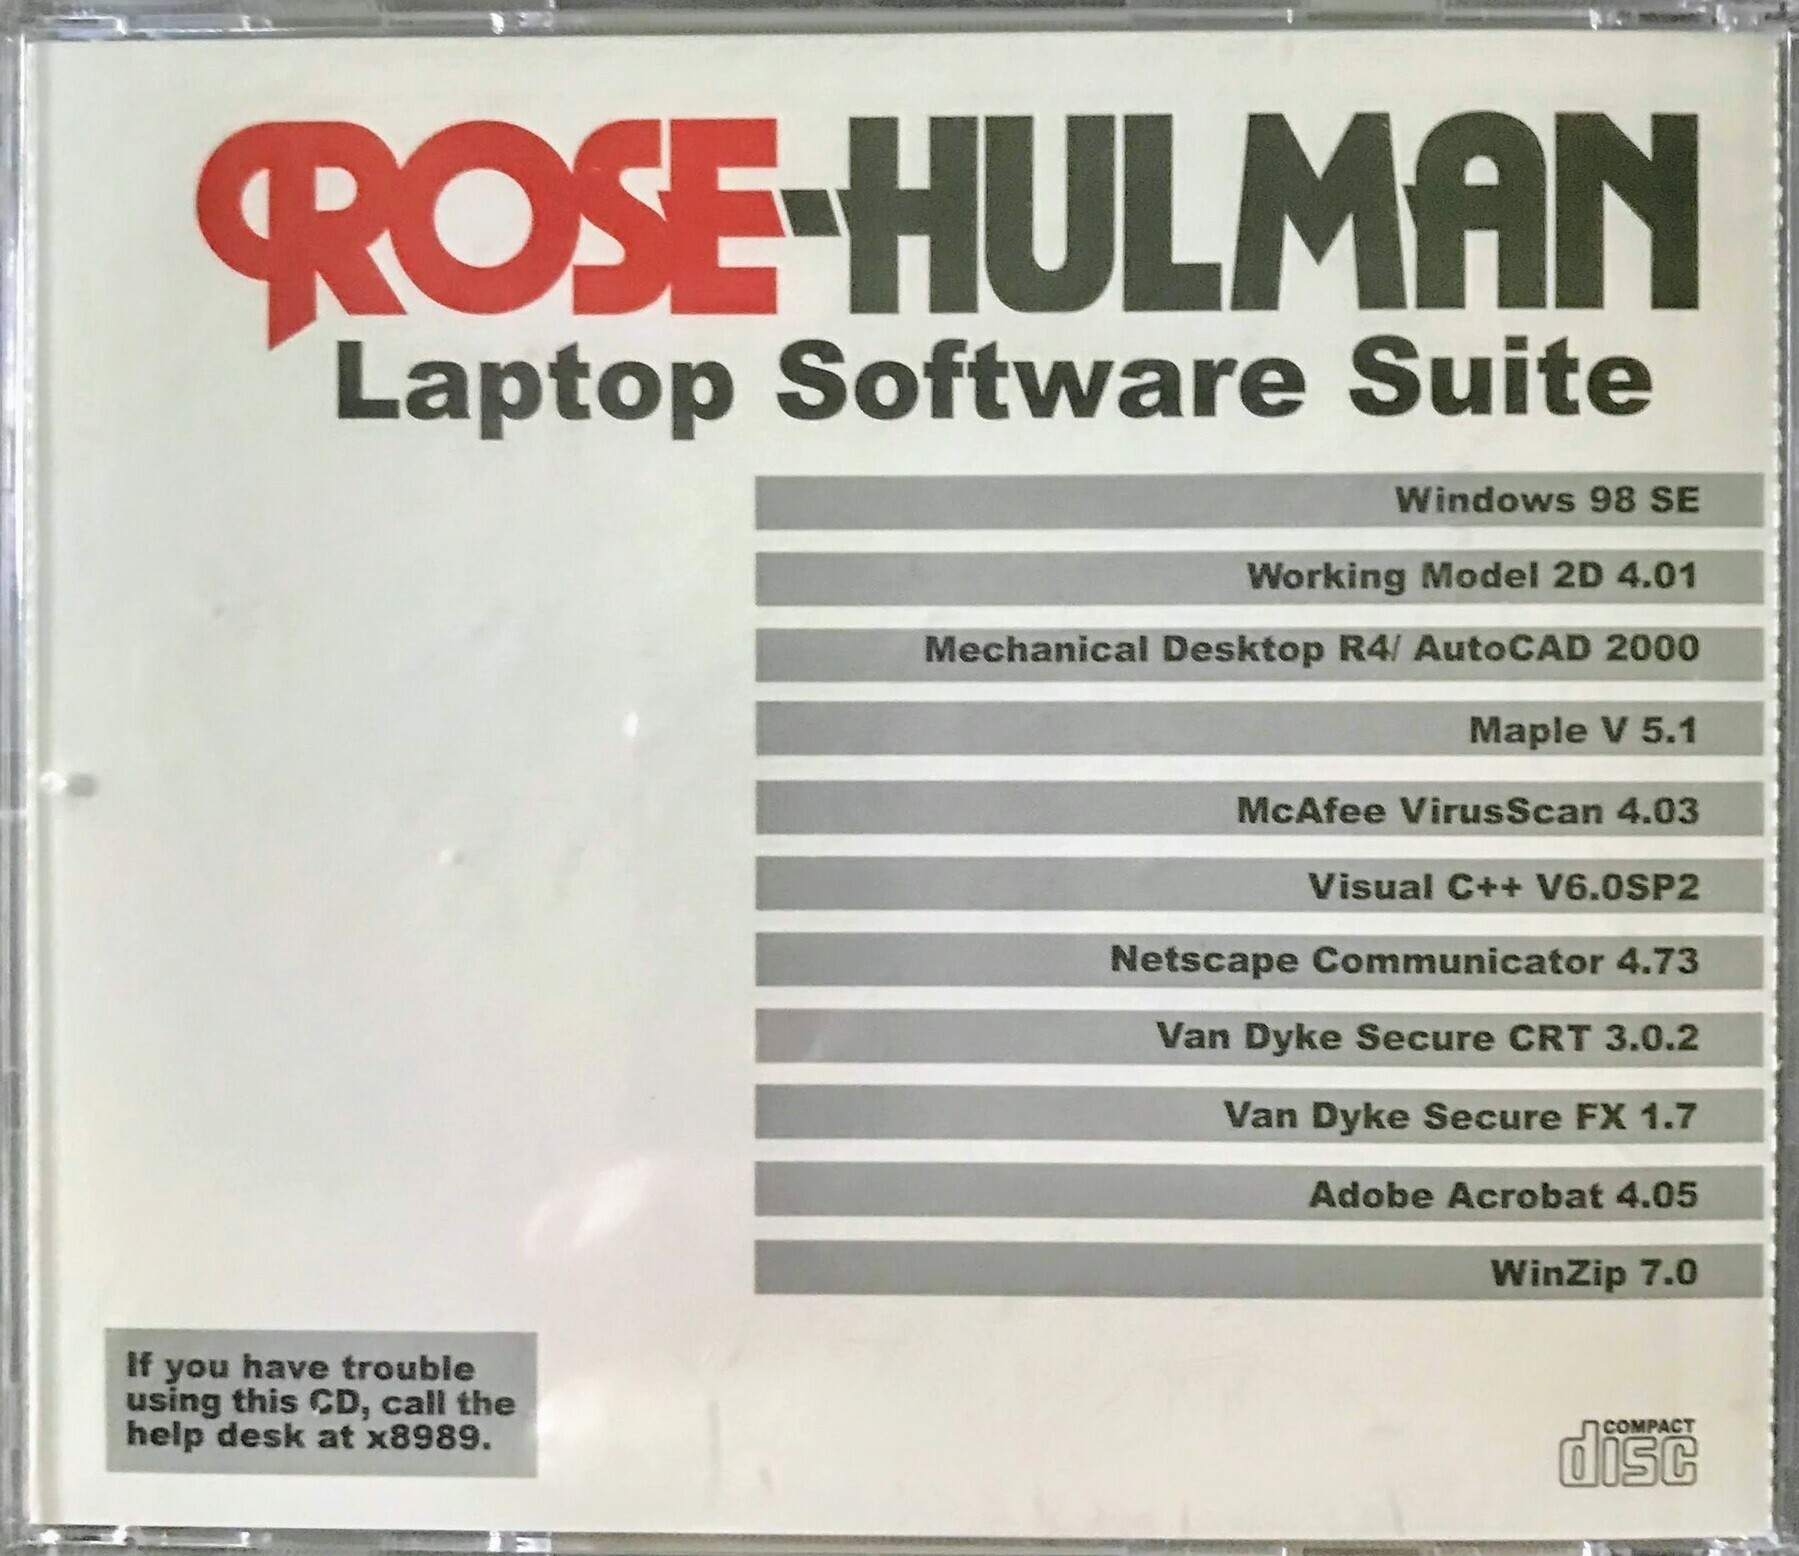 ROSE-HULMAN
Laptop Software Suite
Windows 98 SE
Working Model 2D 4.01
Mechanical Desktop R4/ AutoCAD 2000
Maple V 5.1
McAfee VirusScan 4.03
Visual C++ V6.0SP2
Netscape Communicator 4.73
Van Dyke Secure CRT 3.0.2
Van Dyke Secure FX 1.7
Adobe Acrobat 4.05
WinZip 7.0
If you have trouble
using this CD, call the
help desk at x8989.
COMPACT
disc